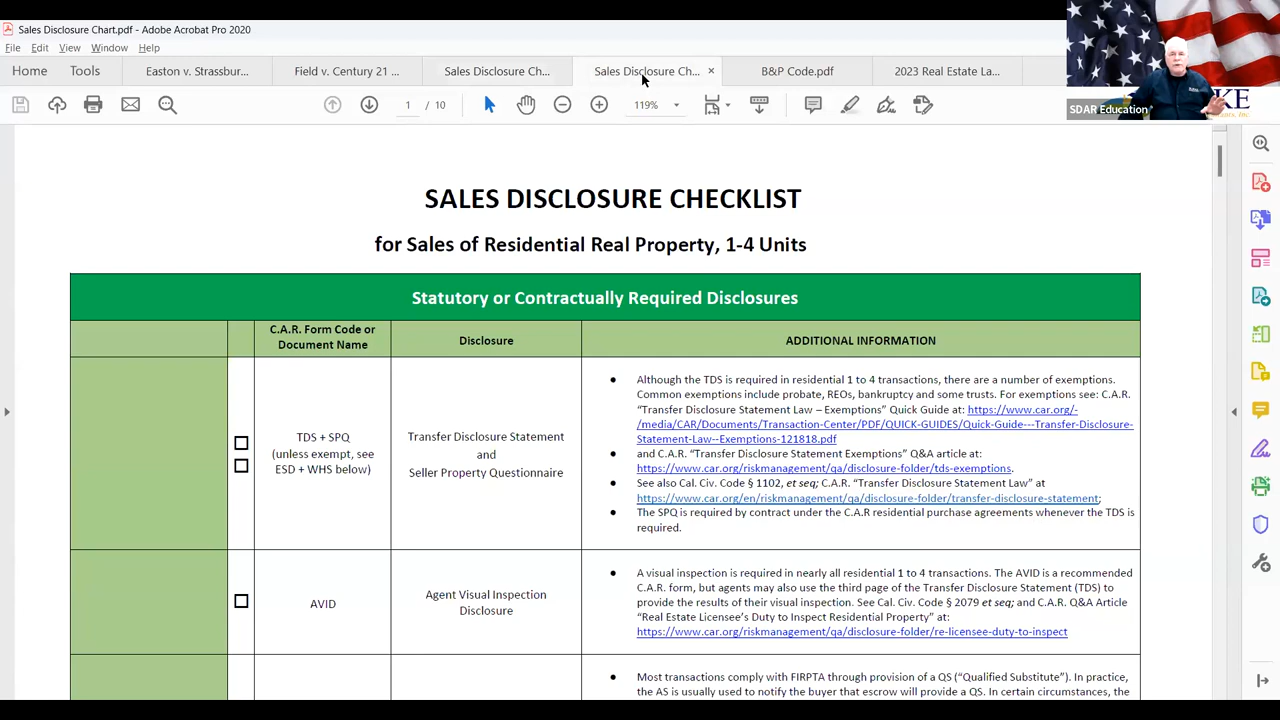 Sales Disclosure Chart.pdf - Adobe Acrobat Pro 2020
File Edit View Window Help
Home Tools Easton v. Strassbur... Field v. Century 21 ... Sales Disclosure Ch... Sales Disclosure Ch... × B&P Code.pdf 2023 Real Estate La...
1 / 10 119%
SDAR Education
SALES DISCLOSURE CHECKLIST
for Sales of Residential Real Property, 1-4 Units
Statutory or Contractually Required Disclosures
C.A.R. Form Code or
Document Name
Disclosure
ADDITIONAL INFORMATION
TDS + SPQ
(unless exempt, see
ESD + WHS below)
Transfer Disclosure Statement
and
Seller Property Questionnaire
• Although the TDS is required in residential 1 to 4 transactions, there are a number of exemptions.
Common exemptions include probate, REOs, bankruptcy and some trusts. For exemptions see: C.A.R.
“Transfer Disclosure Statement Law – Exemptions” Quick Guide at: https://www.car.org/-
/media/CAR/Documents/Transaction-Center/PDF/QUICK-GUIDES/Quick-Guide---Transfer-Disclosure-
Statement-Law--Exemptions-121818.pdf
• and C.A.R. “Transfer Disclosure Statement Exemptions” Q&A article at:
https://www.car.org/riskmanagement/qa/disclosure-folder/tds-exemptions.
• See also Cal. Civ. Code § 1102, et seq; C.A.R. “Transfer Disclosure Statement Law” at
https://www.car.org/en/riskmanagement/qa/disclosure-folder/transfer-disclosure-statement;
• The SPQ is required by contract under the C.A.R residential purchase agreements whenever the TDS is
required.
AVID
Agent Visual Inspection
Disclosure
• A visual inspection is required in nearly all residential 1 to 4 transactions. The AVID is a recommended
C.A.R. form, but agents may also use the third page of the Transfer Disclosure Statement (TDS) to
provide the results of their visual inspection. See Cal. Civ. Code § 2079 et seq; and C.A.R. Q&A Article
“Real Estate Licensee’s Duty to Inspect Residential Property” at:
https://www.car.org/riskmanagement/qa/disclosure-folder/re-licensee-duty-to-inspect
• Most transactions comply with FIRPTA through provision of a QS (“Qualified Substitute”). In practice,
the AS is usually used to notify the buyer that escrow will provide a QS. In certain circumstances, the